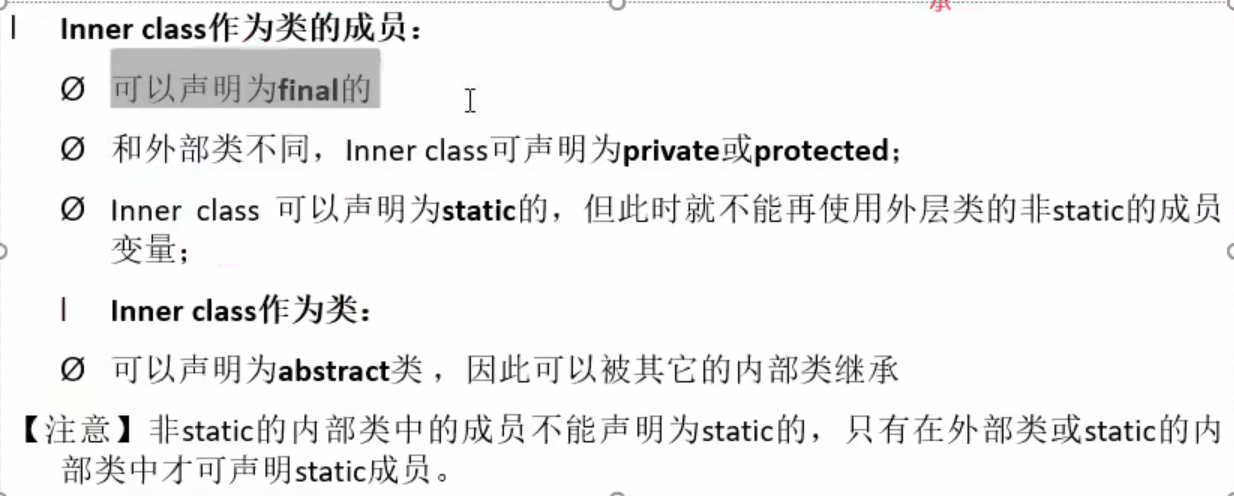 l Inner class作为类的成员：
Ø 可以声明为final的
Ø 和外部类不同，Inner class可声明为private或protected；
Ø Inner class 可以声明为static的，但此时就不能再使用外层类的非static的成员
变量；
l Inner class作为类：
Ø 可以声明为abstract类 ，因此可以被其它的内部类继承
【注意】非static的内部类中的成员不能声明为static的，只有在外部类或static的内
部类中才可声明static成员。